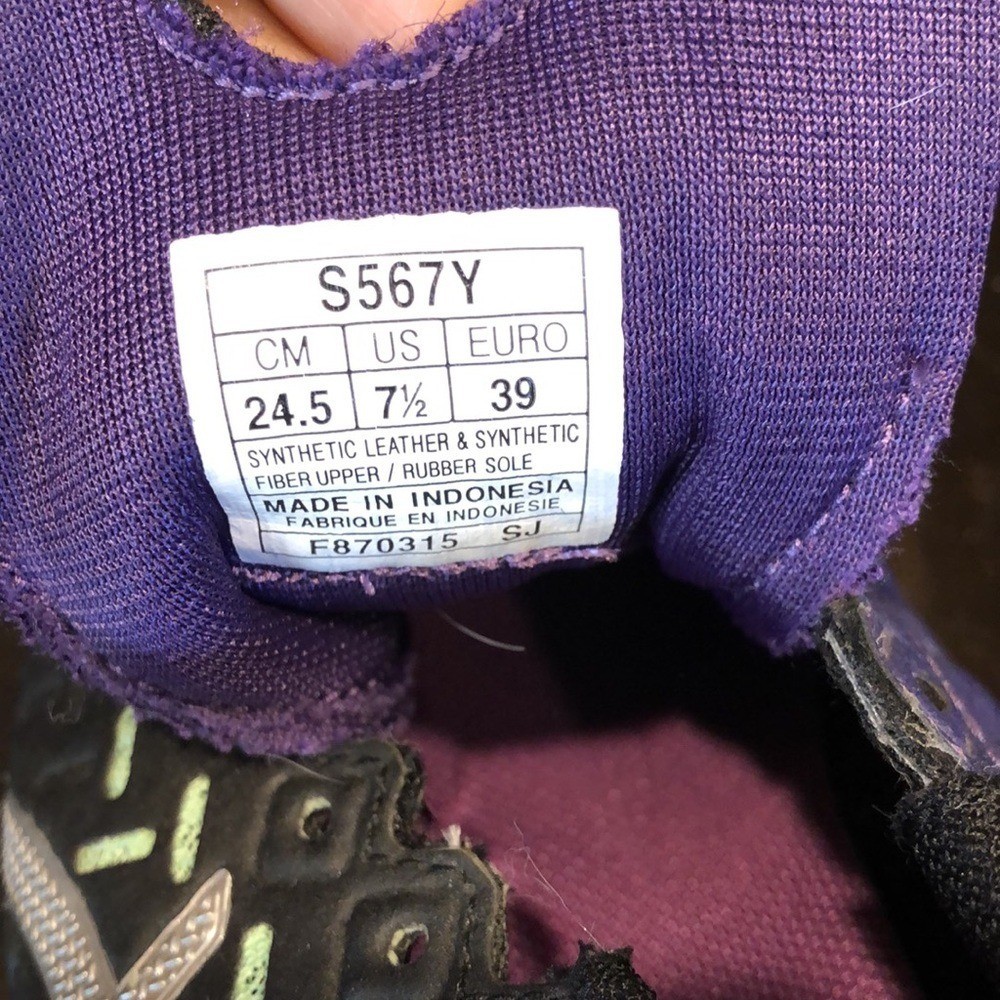 S567Y
CM US EURO
24.5 7½ 39
SYNTHETIC LEATHER & SYNTHETIC
FIBER UPPER / RUBBER SOLE
MADE IN INDONESIA
FABRIQUE EN INDONESIE
F870315 SJ